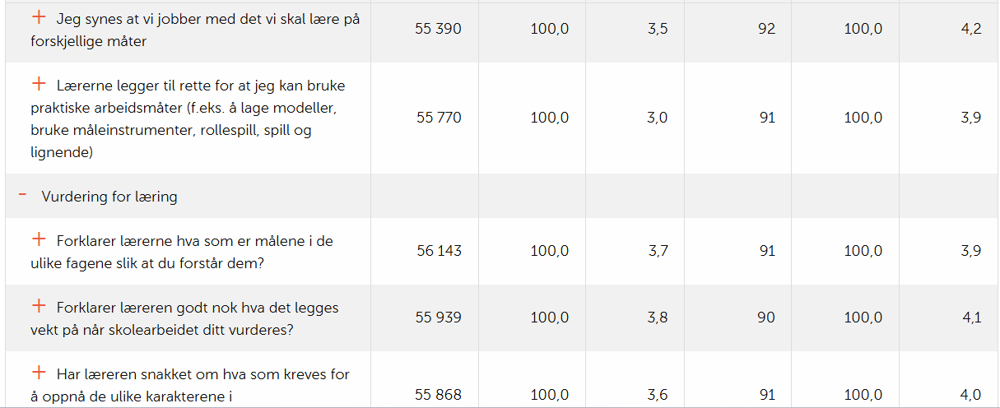 + Jeg synes at vi jobber med det vi skal lære på
forskjellige måter
55 390 100,0 3,5 92 100,0 4,2
+ Lærerne legger til rette for at jeg kan bruke
praktiske arbeidsmåter (f.eks. å lage modeller,
bruke måleinstrumenter, rollespill, spill og
lignende)
55 770 100,0 3,0 91 100,0 3,9
- Vurdering for læring
+ Forklarer lærerne hva som er målene i de
ulike fagene slik at du forstår dem?
56 143 100,0 3,7 91 100,0 3,9
+ Forklarer læreren godt nok hva det legges
vekt på når skolearbeidet ditt vurderes?
55 939 100,0 3,8 90 100,0 4,1
+ Har læreren snakket om hva som kreves for
å oppnå de ulike karakterene i
55 868 100,0 3,6 91 100,0 4,0